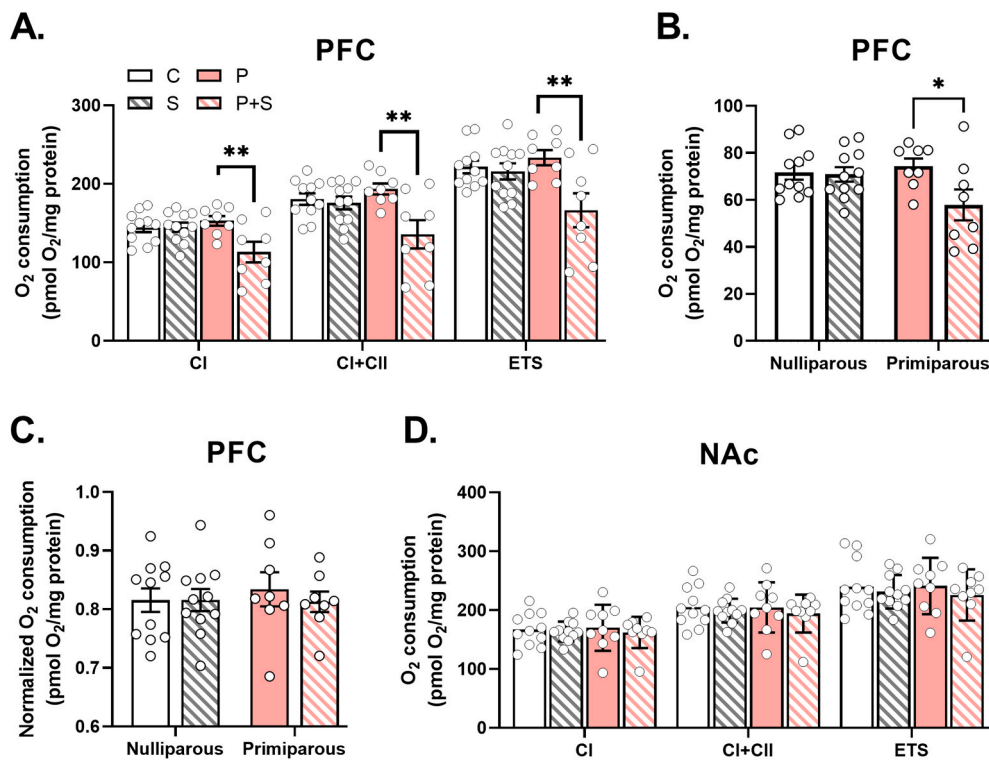 A.
PFC
C
P
S
P+S
O₂ consumption
(pmol O₂/mg protein)
300
200
100
0
**
**
**
CI
CI+CII
ETS
B.
PFC
O₂ consumption
(pmol O₂/mg protein)
100
80
60
40
20
0
*
Nulliparous
Primiparous
C.
PFC
Normalized O₂ consumption
(pmol O₂/mg protein)
1.0
0.9
0.8
0.7
0.6
Nulliparous
Primiparous
D.
NAc
O₂ consumption
(pmol O₂/mg protein)
400
300
200
100
0
CI
CI+CII
ETS